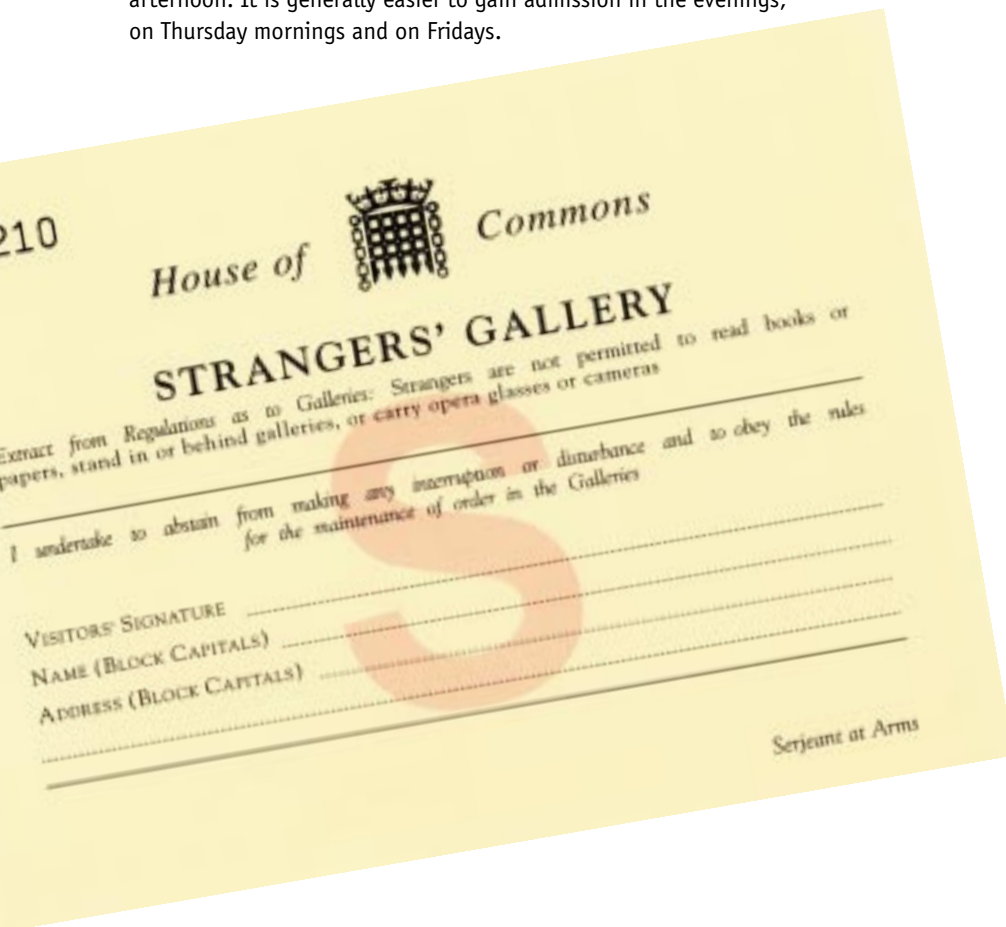 afternoon. It is generally easier to gain admission in the evenings,
on Thursday mornings and on Fridays.
210
House of Commons
STRANGERS' GALLERY
Extract from Regulations as to Galleries: Strangers are not permitted to read books or
papers, stand in or behind galleries, or carry opera glasses or cameras
I undertake to abstain from making any interruption or disturbance and to obey the rules
for the maintenance of order in the Galleries
S
VISITORS' SIGNATURE
NAME (BLOCK CAPITALS)
ADDRESS (BLOCK CAPITALS)
Serjeant at Arms